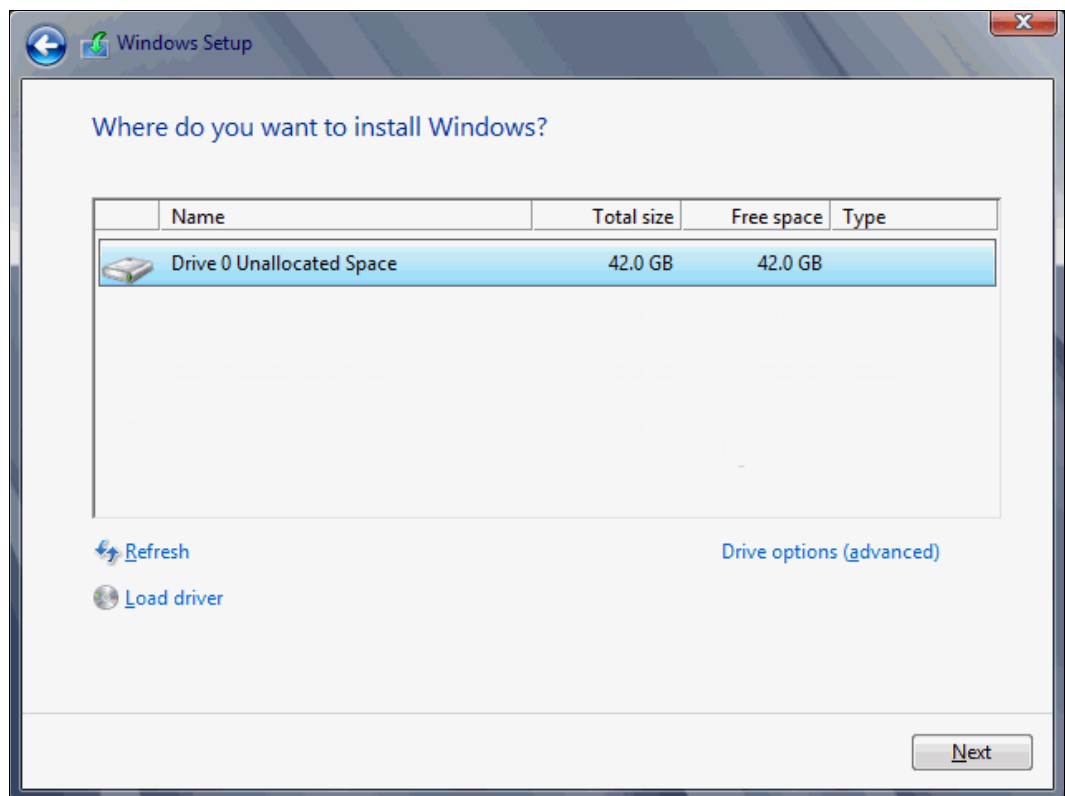 Windows Setup
Where do you want to install Windows?
Name Total size Free space Type
Drive 0 Unallocated Space 42.0 GB 42.0 GB
Refresh Drive options (advanced)
Load driver
Next